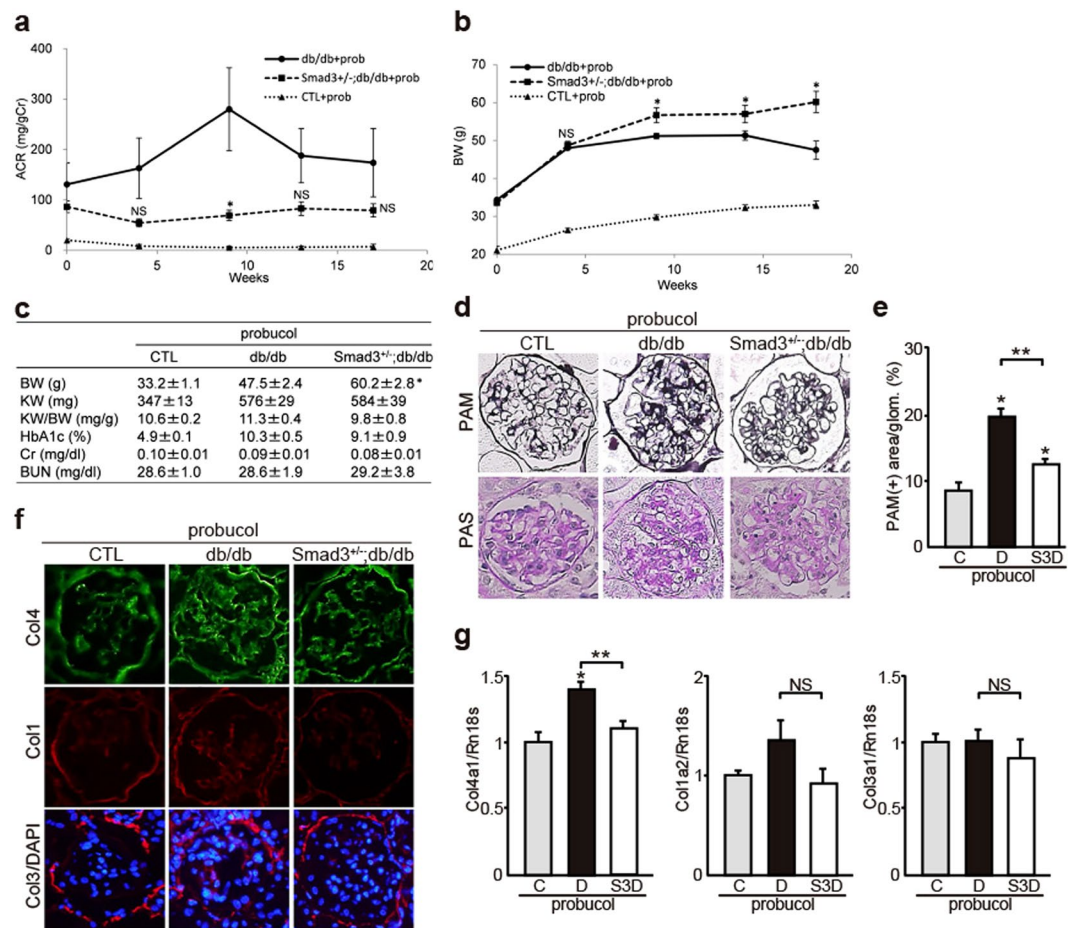 a
400
300
200
100
0
ACR (mg/gCr)
db/db+prob
Smad3+/-;db/db+prob
CTL+prob
NS
*
NS
NS
0 5 10 15 20
Weeks
b
70
60
50
40
30
20
BW (g)
db/db+prob
Smad3+/-;db/db+prob
CTL+prob
NS
*
*
*
0 5 10 15 20
Weeks
c
probucol
CTL db/db Smad3+/-;db/db
BW (g) 33.2±1.1 47.5±2.4 60.2±2.8*
KW (mg) 347±13 576±29 584±39
KW/BW (mg/g) 10.6±0.2 11.3±0.4 9.8±0.8
HbA1c (%) 4.9±0.1 10.3±0.5 9.1±0.9
Cr (mg/dl) 0.10±0.01 0.09±0.01 0.08±0.01
BUN (mg/dl) 28.6±1.0 28.6±1.9 29.2±3.8
d
probucol
CTL db/db Smad3+/-;db/db
PAM
PAS
e
30
20
10
0
PAM(+) area/glom. (%)
**
*
*
C D S3D
probucol
f
probucol
CTL db/db Smad3+/-;db/db
Col4
Col1
Col3/DAPI
g
1.5
1
0.5
0
Col4a1/Rn18s
**
*
C D S3D
probucol
2
1
0
Col1a2/Rn18s
NS
C D S3D
probucol
1.5
1
0.5
0
Col3a1/Rn18s
NS
C D S3D
probucol